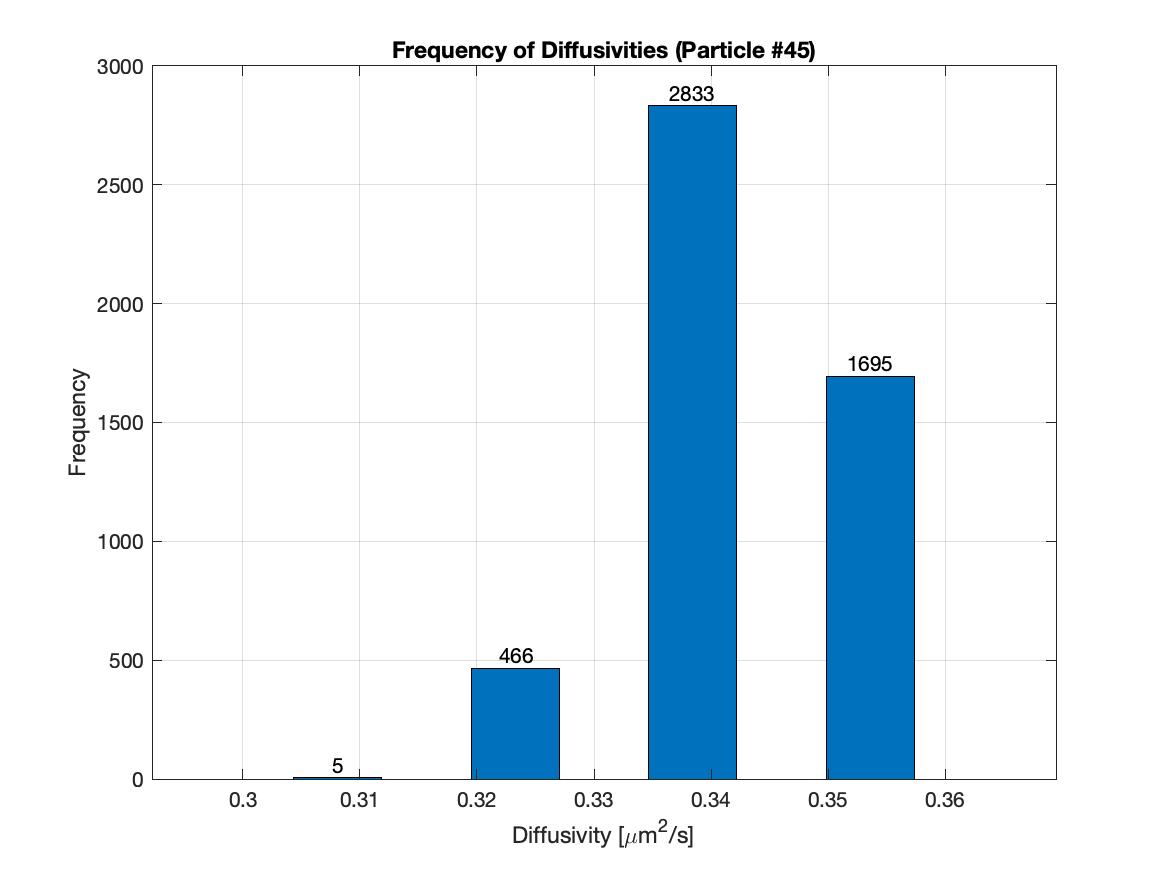 Frequency of Diffusivities (Particle #45)
3000
2833
2500
2000
1695
1500
1000
466
500
5
0
0.3 0.31 0.32 0.33 0.34 0.35 0.36
Frequency
Diffusivity [μm²/s]